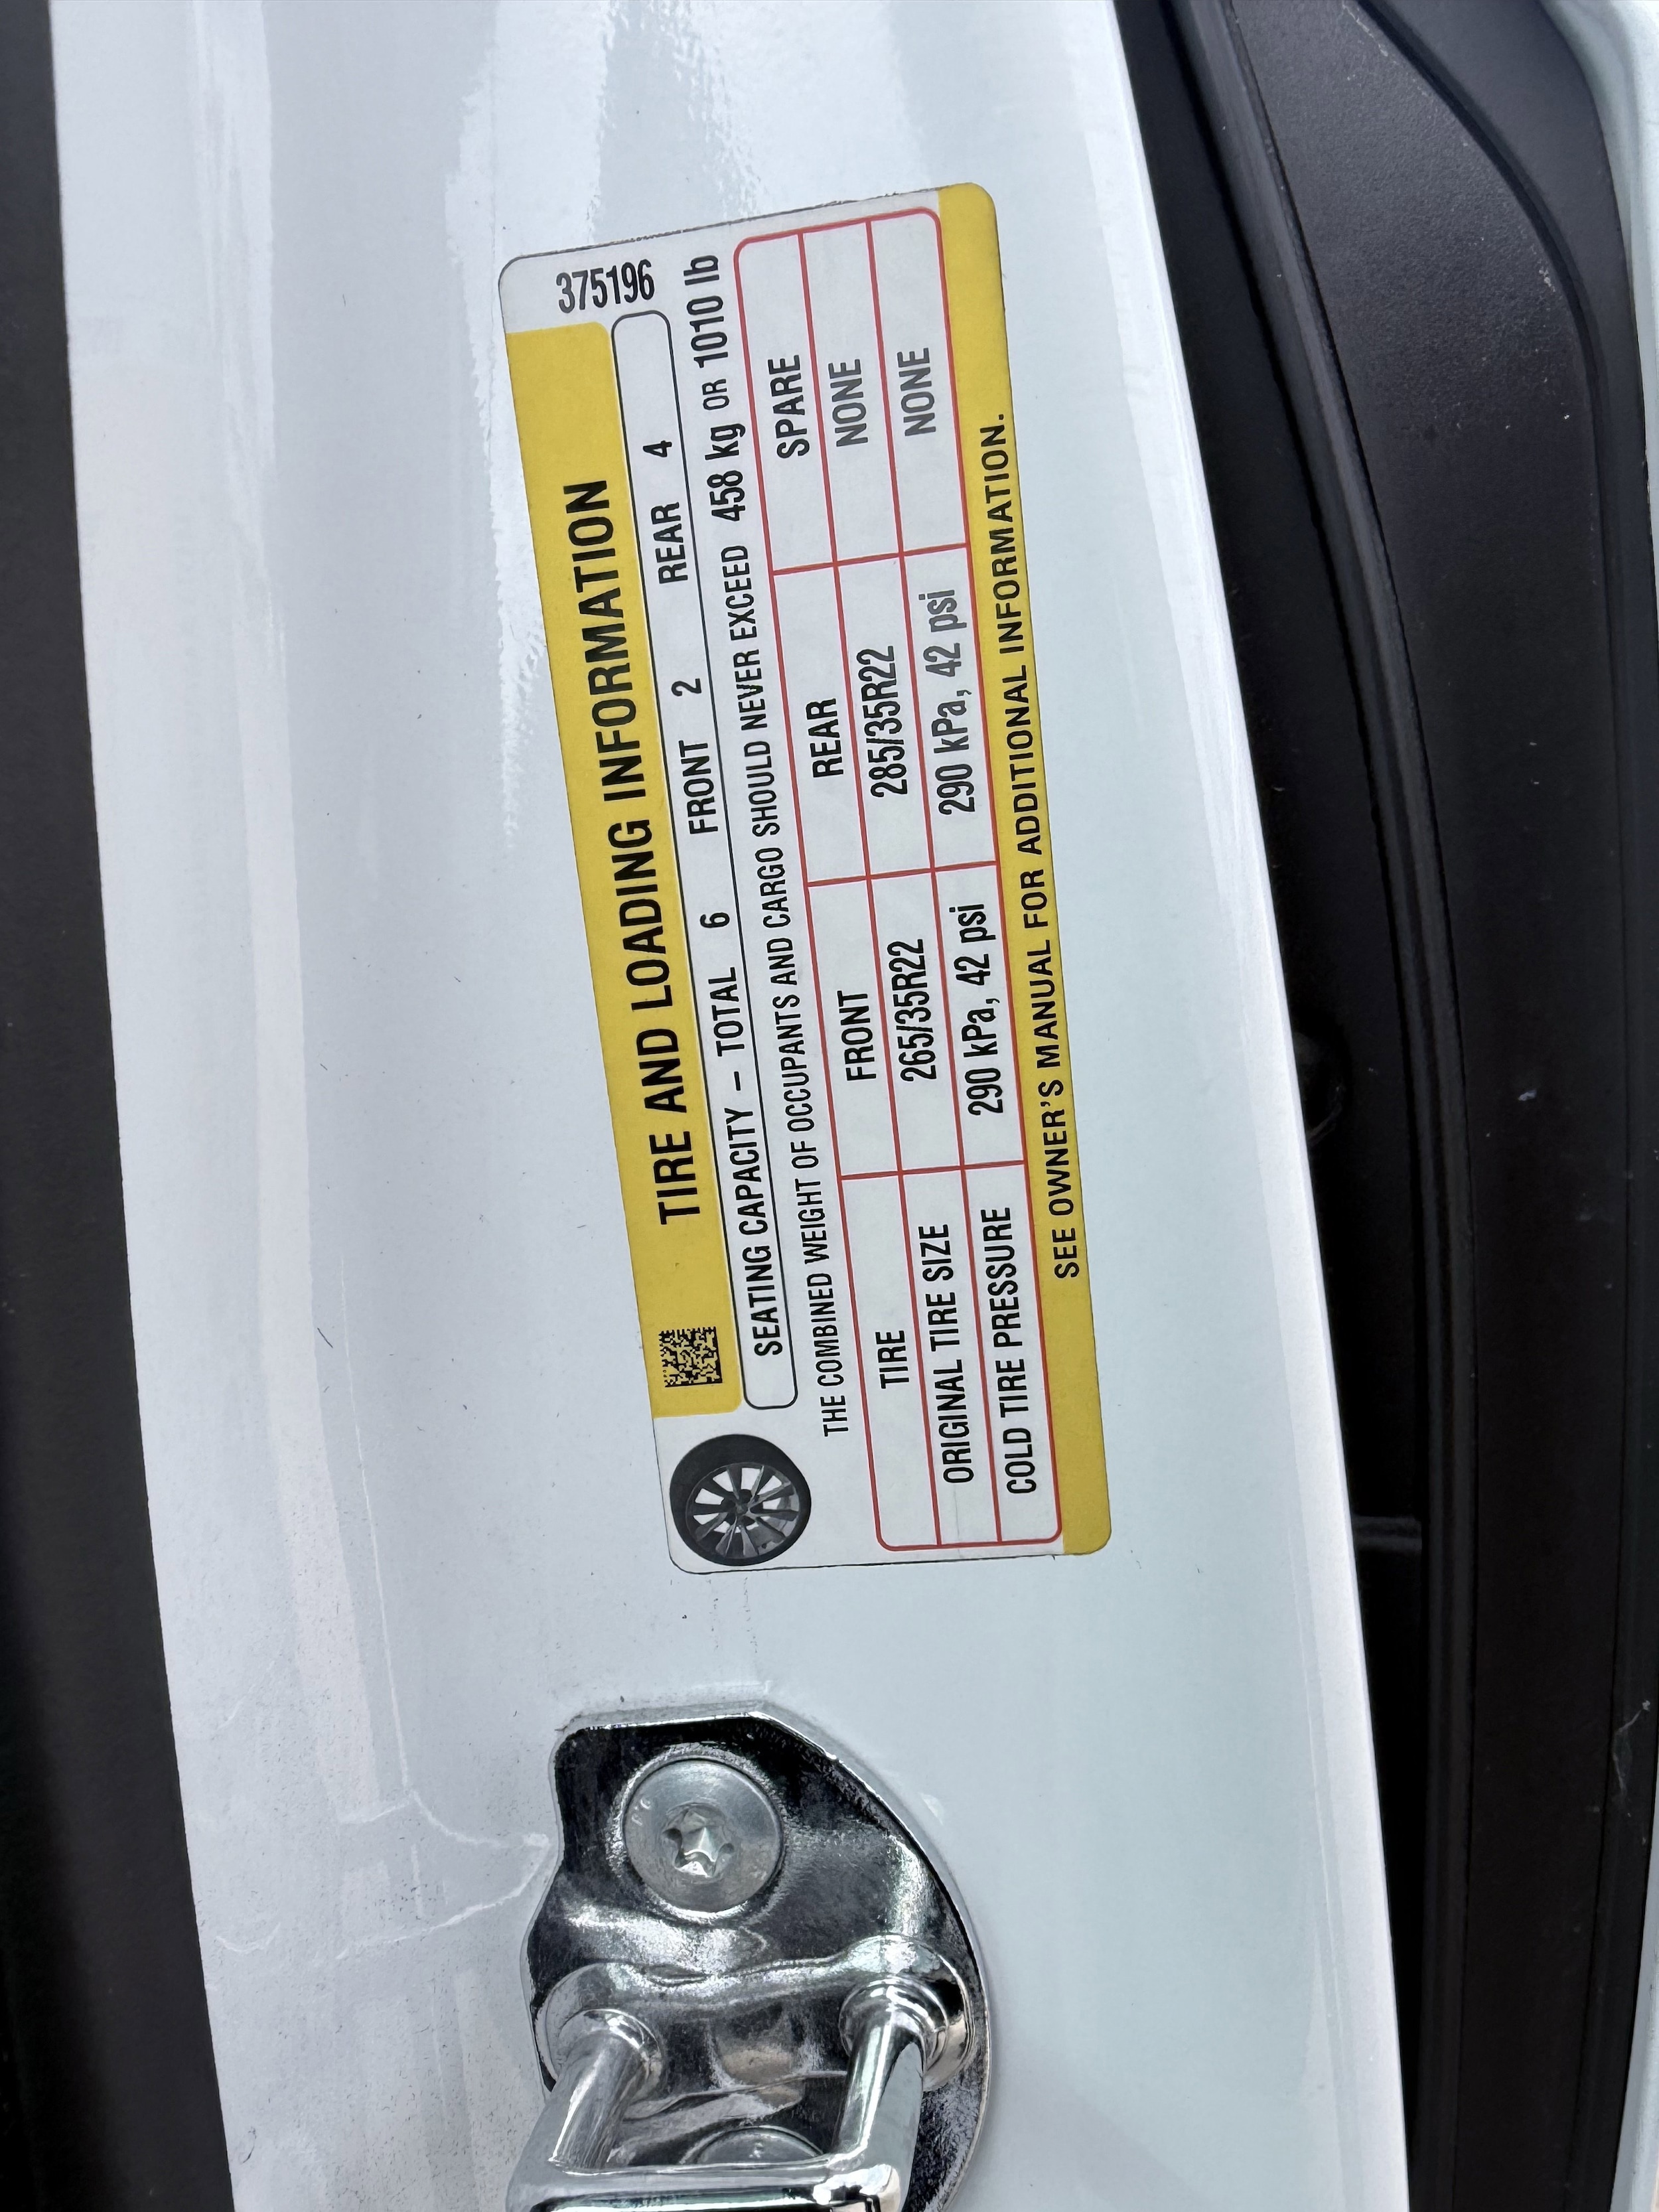 375196
TIRE AND LOADING INFORMATION
SEATING CAPACITY – TOTAL 6 FRONT 2 REAR 4
THE COMBINED WEIGHT OF OCCUPANTS AND CARGO SHOULD NEVER EXCEED 458 kg OR 1010 lb
TIRE FRONT REAR SPARE
ORIGINAL TIRE SIZE 265/35R22 285/35R22 NONE
COLD TIRE PRESSURE 290 kPa, 42 psi 290 kPa, 42 psi NONE
SEE OWNER'S MANUAL FOR ADDITIONAL INFORMATION.